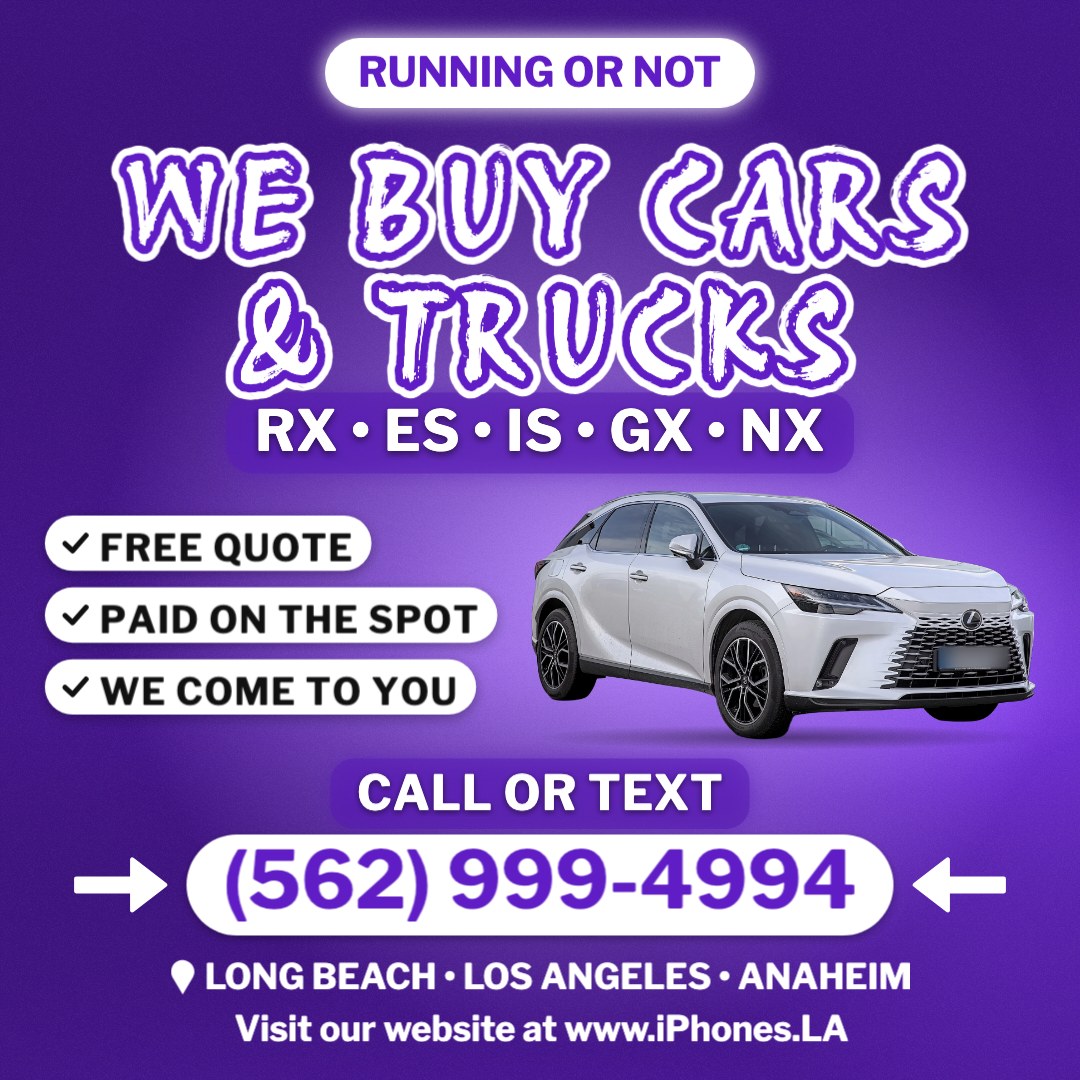 RUNNING OR NOT
WE BUY CARS
& TRUCKS
RX • ES • IS • GX • NX
✓ FREE QUOTE
✓ PAID ON THE SPOT
✓ WE COME TO YOU
CALL OR TEXT
(562) 999-4994
LONG BEACH • LOS ANGELES • ANAHEIM
Visit our website at www.iPhones.LA